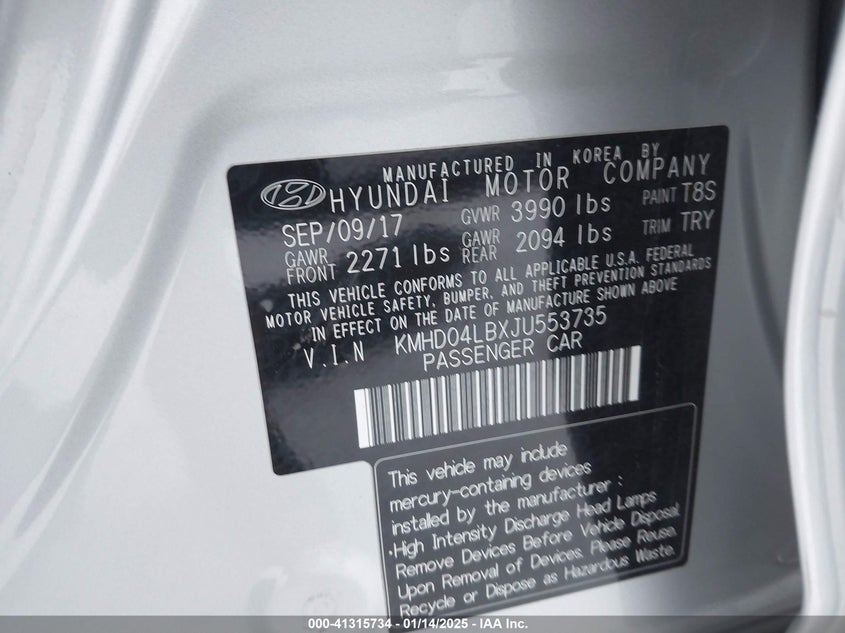 MANUFACTURED IN KOREA BY
HYUNDAI MOTOR COMPANY
SEP/09/17 GVWR 3990 lbs PAINT T8S
GAWR FRONT 2271 lbs GAWR REAR 2094 lbs TRIM TRY
THIS VEHICLE CONFORMS TO ALL APPLICABLE U.S.A. FEDERAL
MOTOR VEHICLE SAFETY, BUMPER, AND THEFT PREVENTION STANDARDS
IN EFFECT ON THE DATE OF MANUFACTURE SHOWN ABOVE
V.I.N KMHD04LBXJU553735
PASSENGER CAR
This vehicle may include
mercury-containing devices
installed by the manufacturer :
·High Intensity Discharge Head Lamps
Remove Devices Before Vehicle Disposal.
Upon Removal of Devices, Please Reuse,
Recycle or Dispose as Hazardous Waste.
000-41315734 — 01/14/2025 — IAA, Inc.